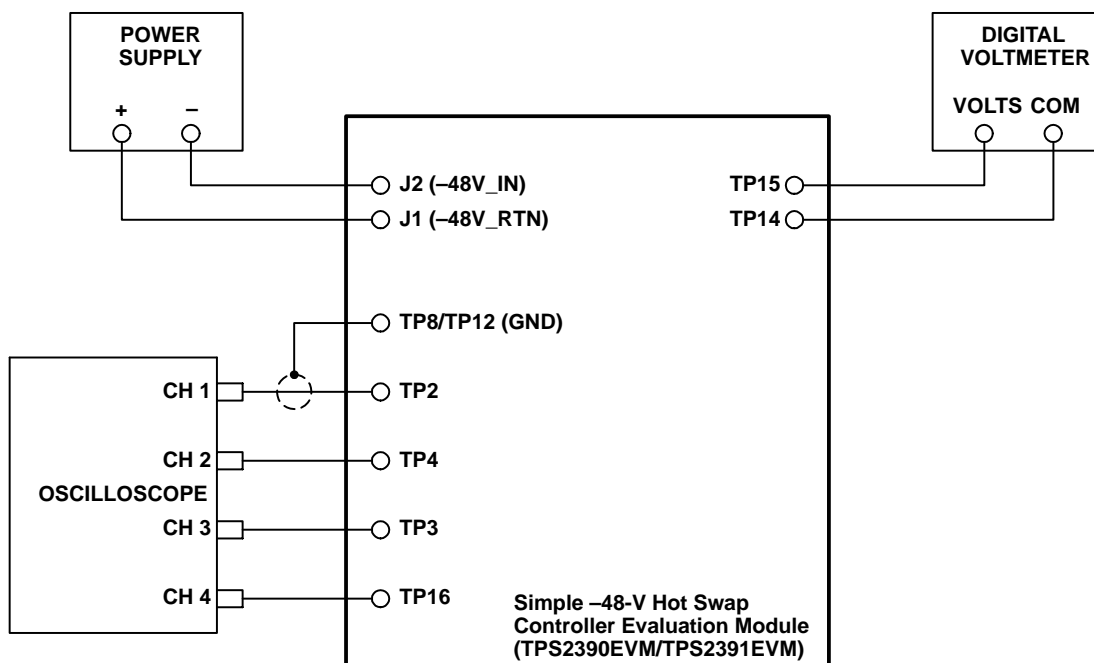 POWER
SUPPLY
+ –
DIGITAL
VOLTMETER
VOLTS COM
J2 (–48V_IN)
J1 (–48V_RTN)
TP15
TP14
TP8/TP12 (GND)
CH 1
TP2
CH 2
TP4
OSCILLOSCOPE
CH 3
TP3
CH 4
TP16
Simple –48-V Hot Swap
Controller Evaluation Module
(TPS2390EVM/TPS2391EVM)